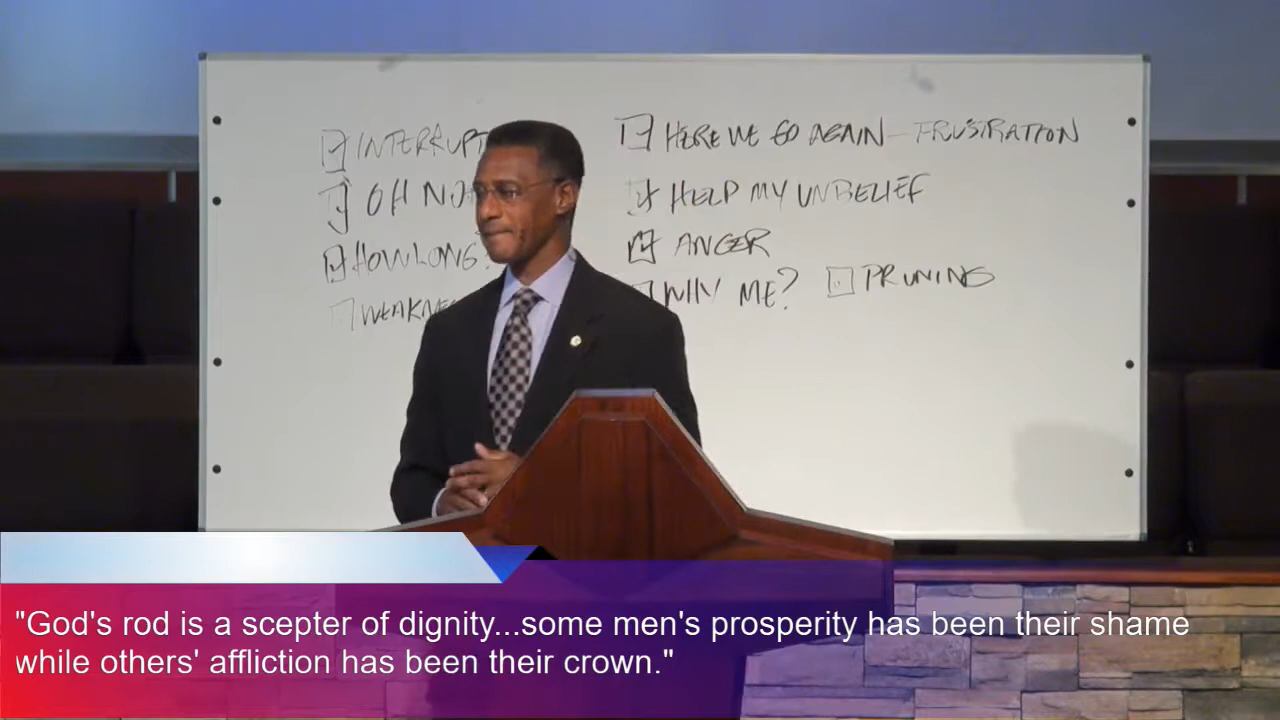 INTERRUPT
OH NO
HOW LONG
WEAKNE
HERE WE GO AGAIN - FRUSTRATION
HELP MY UNBELIEF
ANGER
WHY ME? PRUNING
"God's rod is a scepter of dignity...some men's prosperity has been their shame
while others' affliction has been their crown."